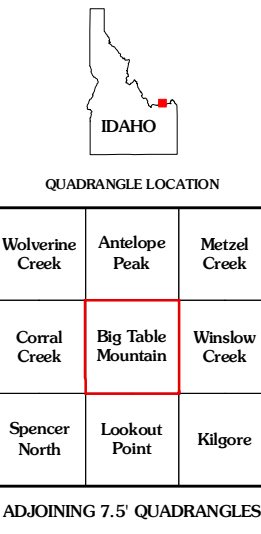 IDAHO
QUADRANGLE LOCATION
Wolverine Creek
Antelope Peak
Metzel Creek
Corral Creek
Big Table Mountain
Winslow Creek
Spencer North
Lookout Point
Kilgore
ADJOINING 7.5' QUADRANGLES